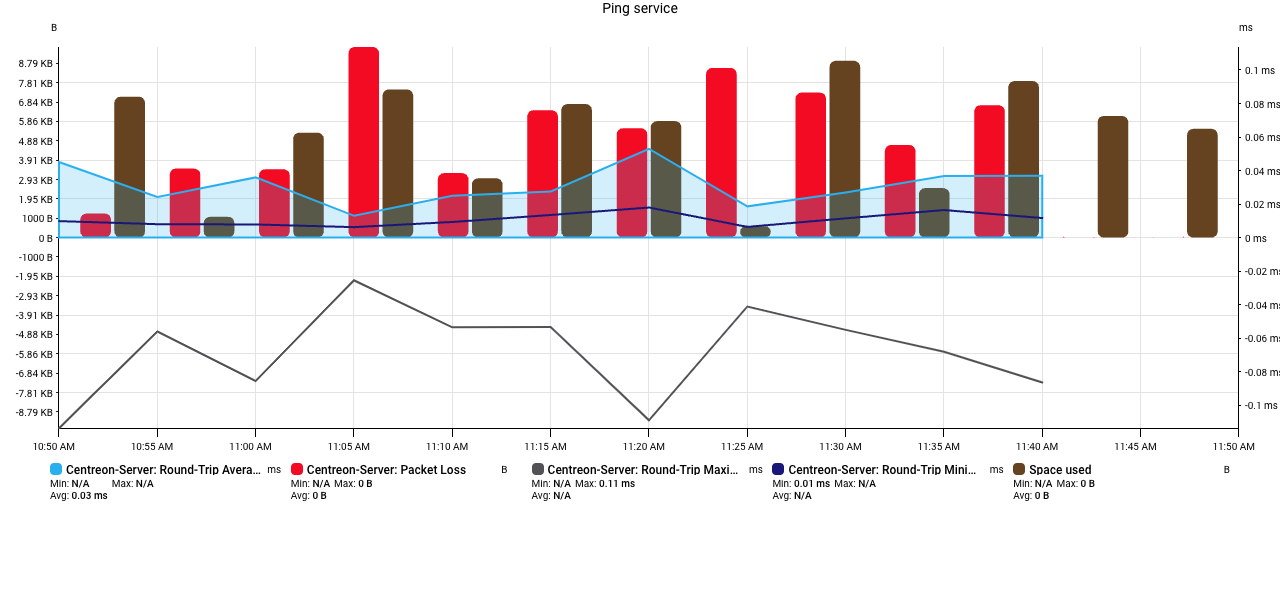 Ping service
B
ms
8.79 KB
7.81 KB
6.84 KB
5.86 KB
4.88 KB
3.91 KB
2.93 KB
1.95 KB
1000 B
0 B
-1000 B
-1.95 KB
-2.93 KB
-3.91 KB
-4.88 KB
-5.86 KB
-6.84 KB
-7.81 KB
-8.79 KB
0.1 ms
0.08 ms
0.06 ms
0.04 ms
0.02 ms
0 ms
-0.02 ms
-0.04 ms
-0.06 ms
-0.08 ms
-0.1 ms
10:50 AM 10:55 AM 11:00 AM 11:05 AM 11:10 AM 11:15 AM 11:20 AM 11:25 AM 11:30 AM 11:35 AM 11:40 AM 11:45 AM 11:50 AM
Centreon-Server: Round-Trip Avera... ms
Min: N/A Max: N/A
Avg: 0.03 ms
Centreon-Server: Packet Loss B
Min: N/A Max: 0 B
Avg: 0 B
Centreon-Server: Round-Trip Maxi... ms
Min: N/A Max: 0.11 ms
Avg: N/A
Centreon-Server: Round-Trip Mini... ms
Min: 0.01 ms Max: N/A
Avg: N/A
Space used B
Min: N/A Max: 0 B
Avg: 0 B